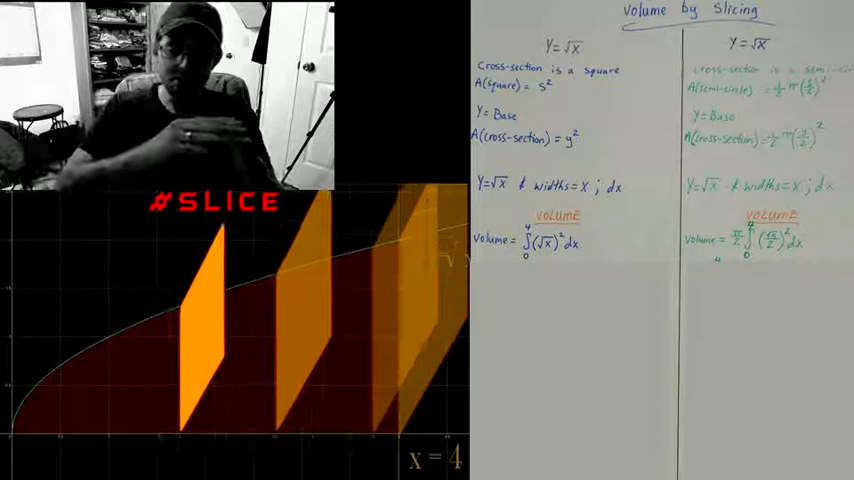 Volume by Slicing
Y = √x
Cross-section is a square
A(square) = s²
Y = Base
A(cross-section) = y²
Y = √x & widths = x ; dx
VOLUME
Volume = ∫₀⁴ (√x)² dx
Y = √x
cross-section is a semi-cir
A(semi-circle) = 1/2 π(s/2)²
Y = Base
A(cross-section) = 1/2 π(y/2)²
Y = √x & widths = x ; dx
VOLUME
Volume = π/2 ∫₀⁴ (√x/2)² dx
4
#SLICE
x = 4